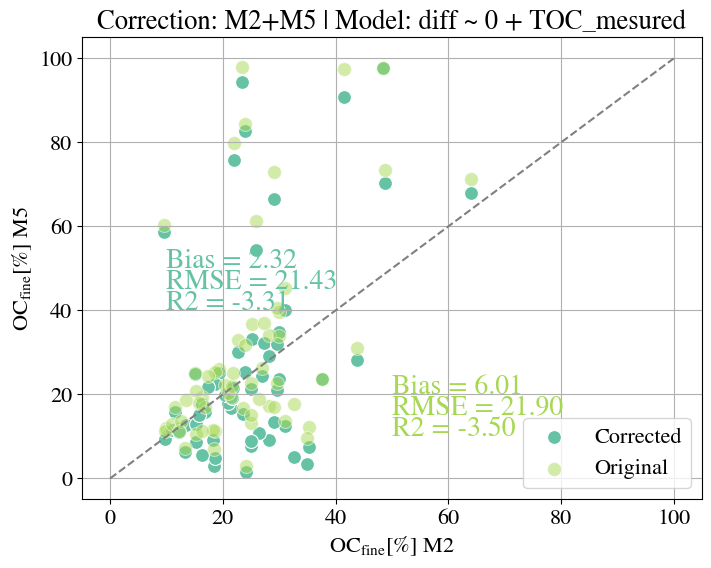 Correction: M2+M5 | Model: diff ~ 0 + TOC_mesured
100
80
60
40
20
0
OCfine[%] M5
Bias = 2.32
RMSE = 21.43
R2 = -3.31
Bias = 6.01
RMSE = 21.90
R2 = -3.50
Corrected
Original
0 20 40 60 80 100
OCfine[%] M2